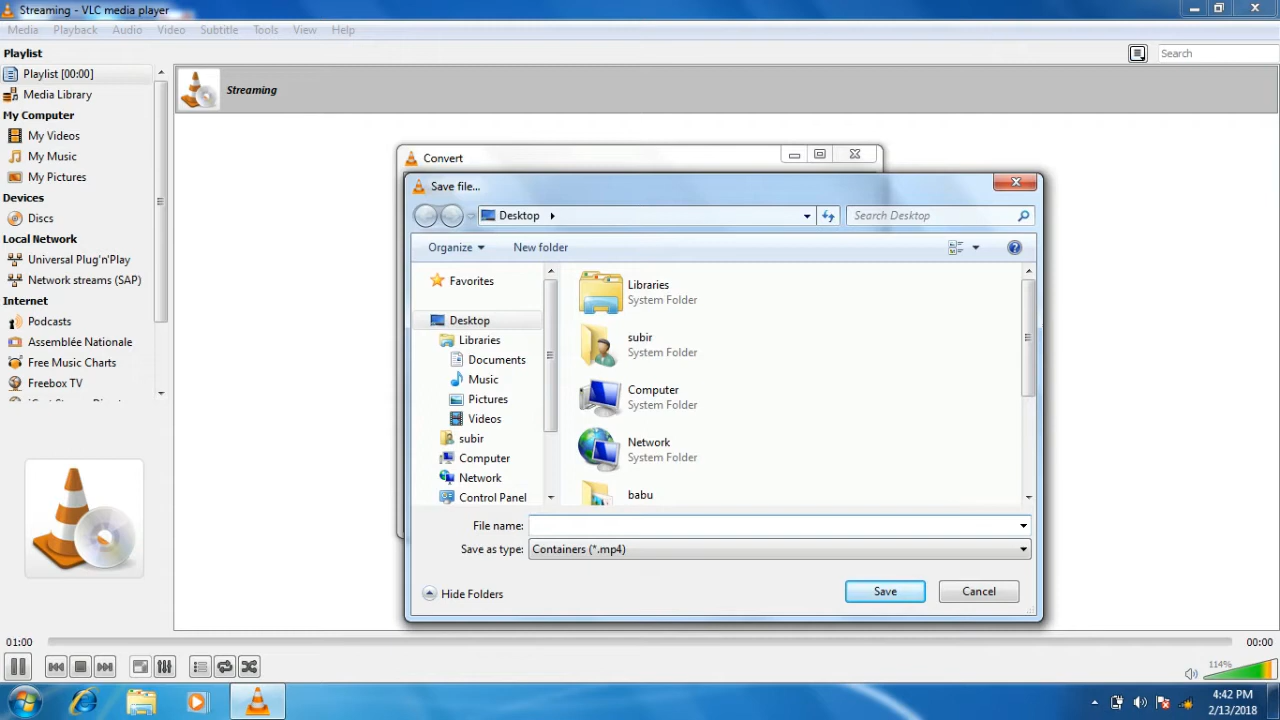 Streaming - VLC media player
Media Playback Audio Video Subtitle Tools View Help
Playlist
Search
Playlist [00:00]
Media Library
My Computer
My Videos
My Music
My Pictures
Devices
Discs
Local Network
Universal Plug'n'Play
Network streams (SAP)
Internet
Podcasts
Assemblée Nationale
Free Music Charts
Freebox TV
Streaming
Convert
Save file...
Desktop
Search Desktop
Organize
New folder
Favorites
Desktop
Libraries
Documents
Music
Pictures
Videos
subir
Computer
Network
Control Panel
Libraries
System Folder
subir
System Folder
Computer
System Folder
Network
System Folder
babu
File name:
Save as type: Containers (*.mp4)
Hide Folders
Save
Cancel
01:00
00:00
114%
4:42 PM
2/13/2018